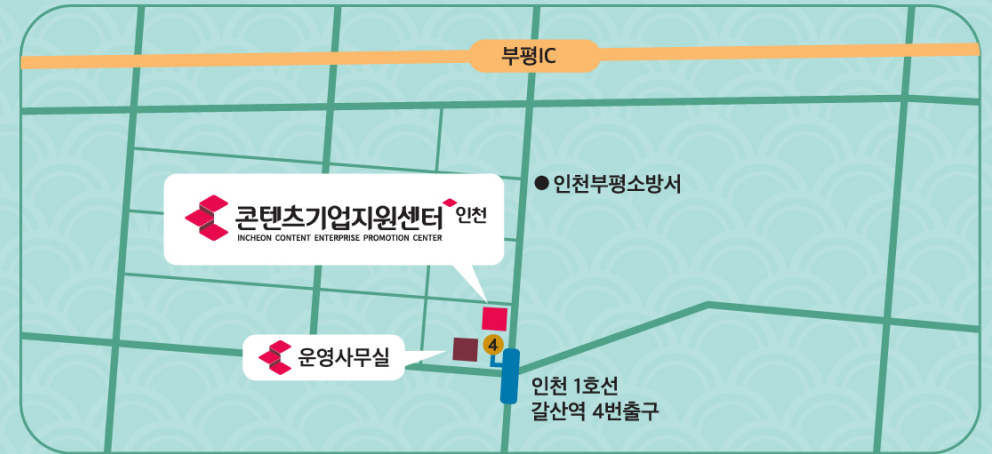 부평IC
인천부평소방서
콘텐츠기업지원센터 인천
INCHEON CONTENT ENTERPRISE PROMOTION CENTER
운영사무실
4
인천 1호선
갈산역 4번출구